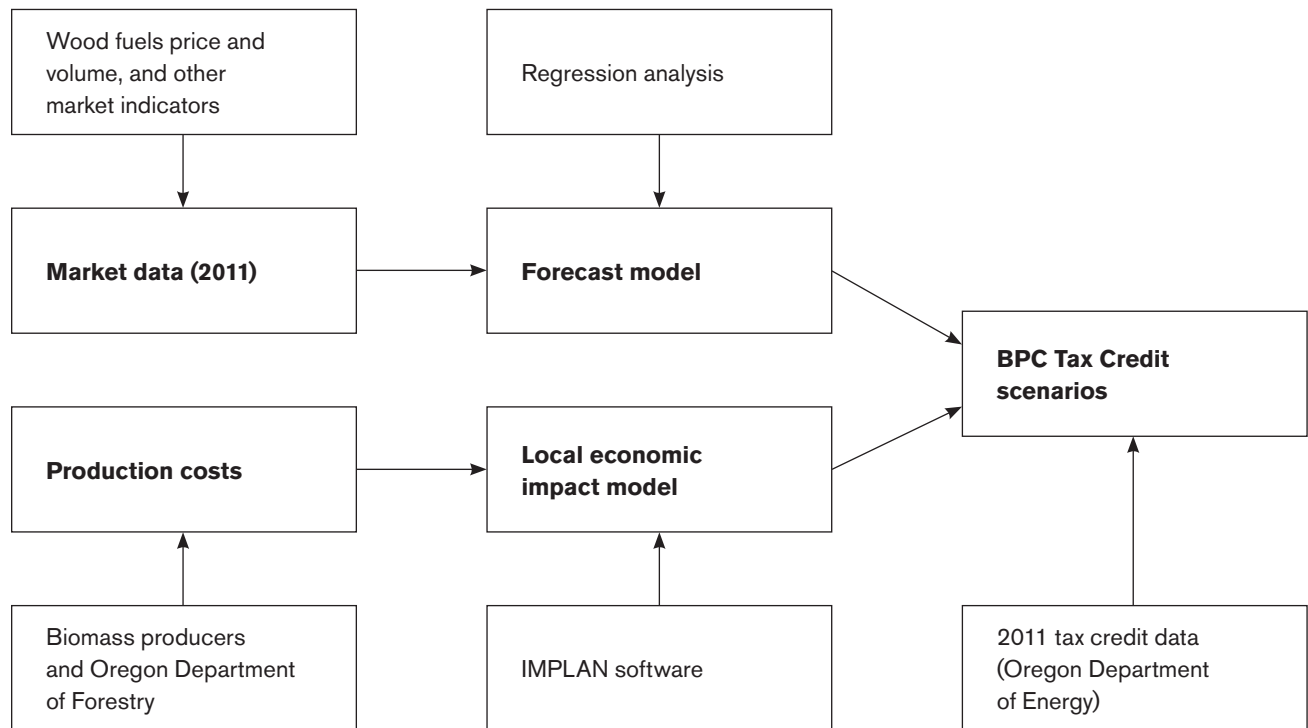 Wood fuels price and
volume, and other
market indicators
Regression analysis
Market data (2011)
Forecast model
BPC Tax Credit
scenarios
Production costs
Local economic
impact model
Biomass producers
and Oregon Department
of Forestry
IMPLAN software
2011 tax credit data
(Oregon Department
of Energy)